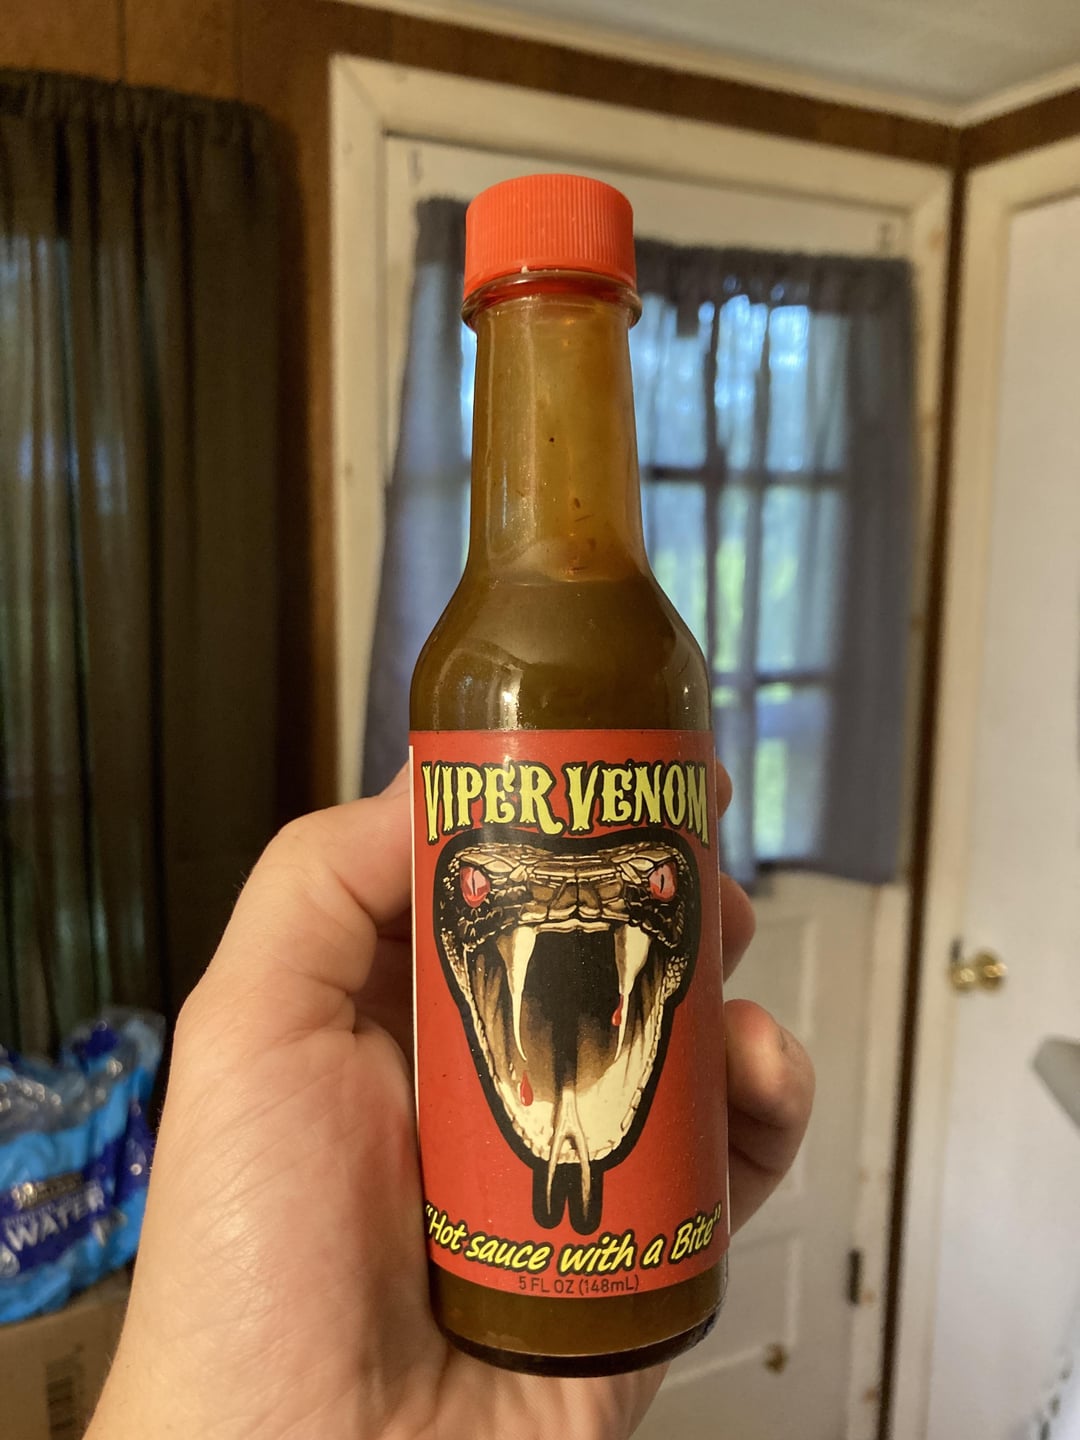 VIPER VENOM
"Hot sauce with a Bite"
5 FL OZ (148mL)
WATER